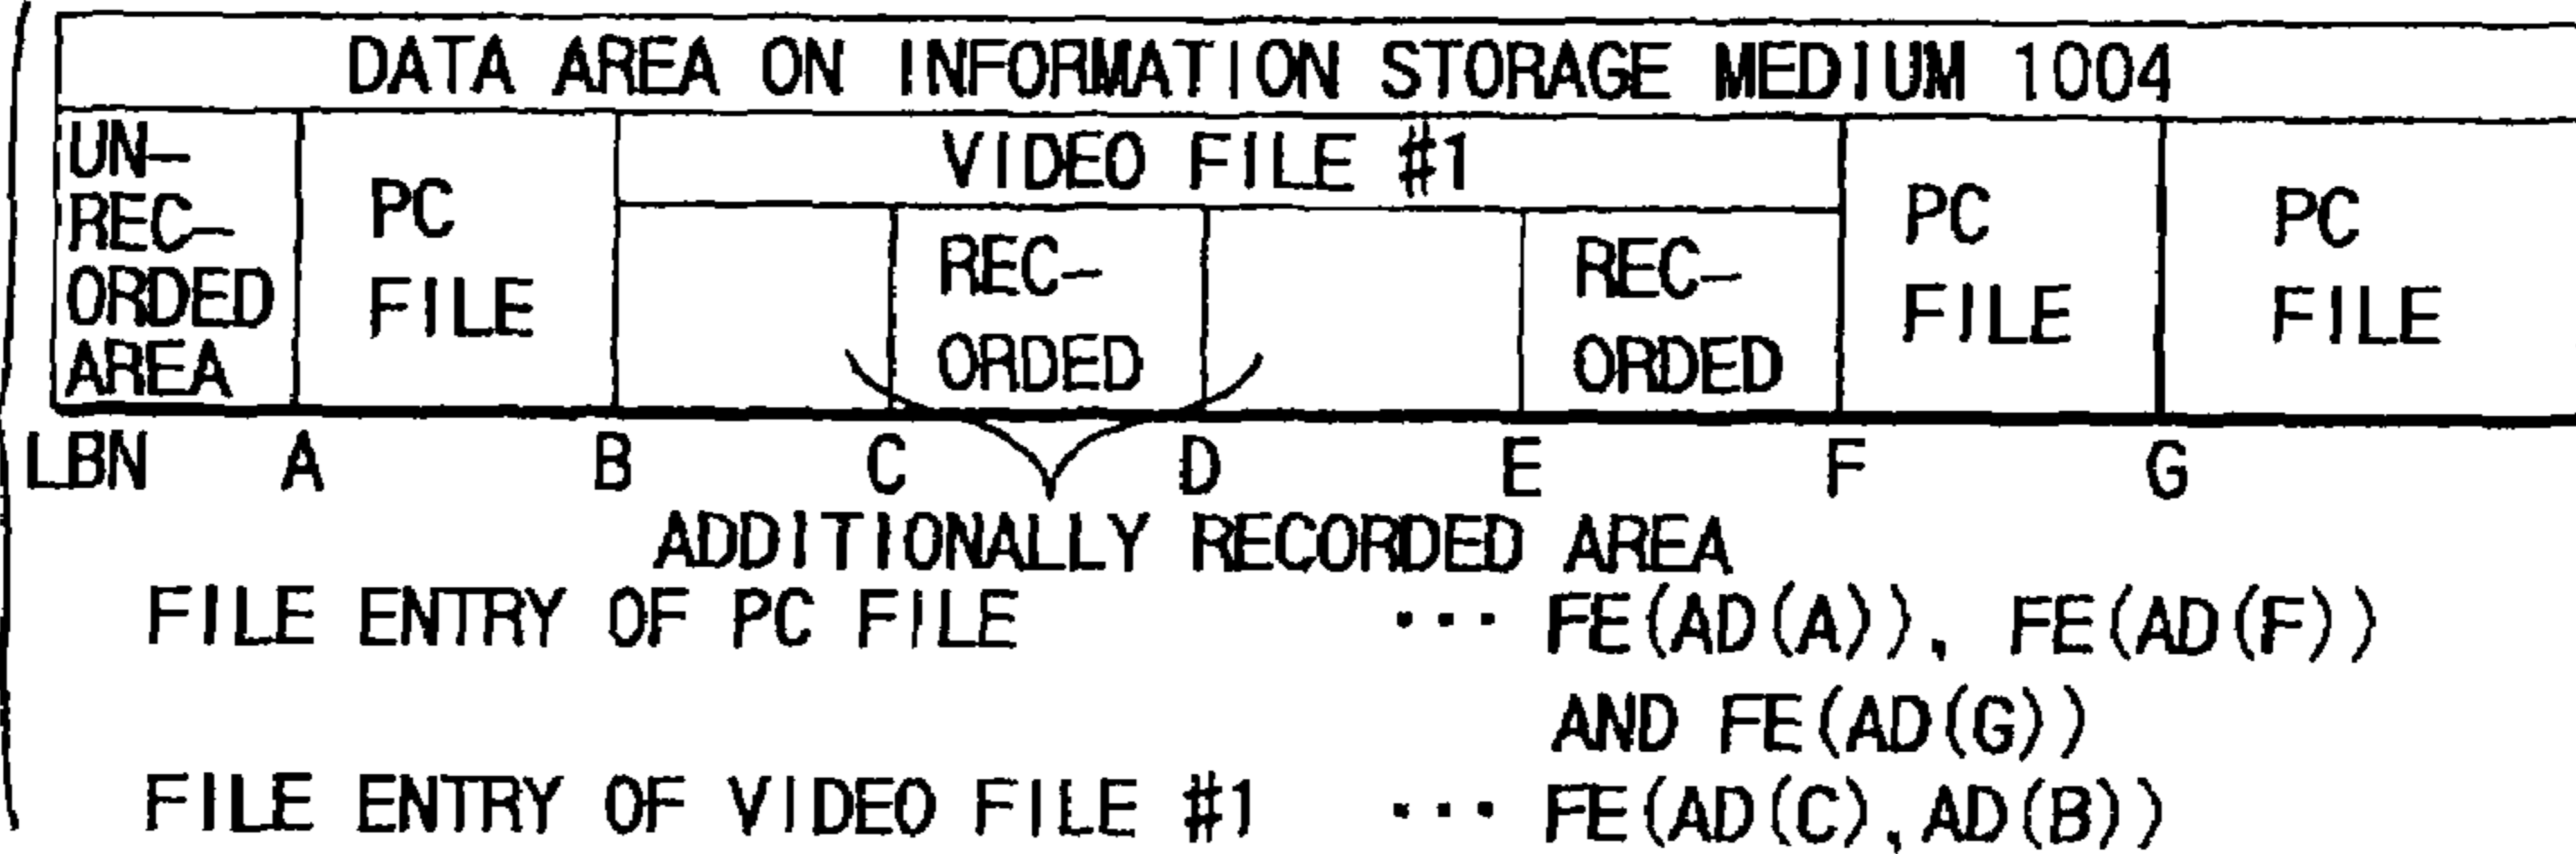 DATA AREA ON INFORMATION STORAGE MEDIUM 1004
UN-
REC-
ORDED
AREA
PC
FILE
VIDEO FILE #1
REC-
ORDED
REC-
ORDED
PC
FILE
PC
FILE
LBN A B C D E F G
ADDITIONALLY RECORDED AREA
FILE ENTRY OF PC FILE ··· FE(AD(A)), FE(AD(F))
AND FE(AD(G))
FILE ENTRY OF VIDEO FILE #1 ··· FE(AD(C), AD(B))